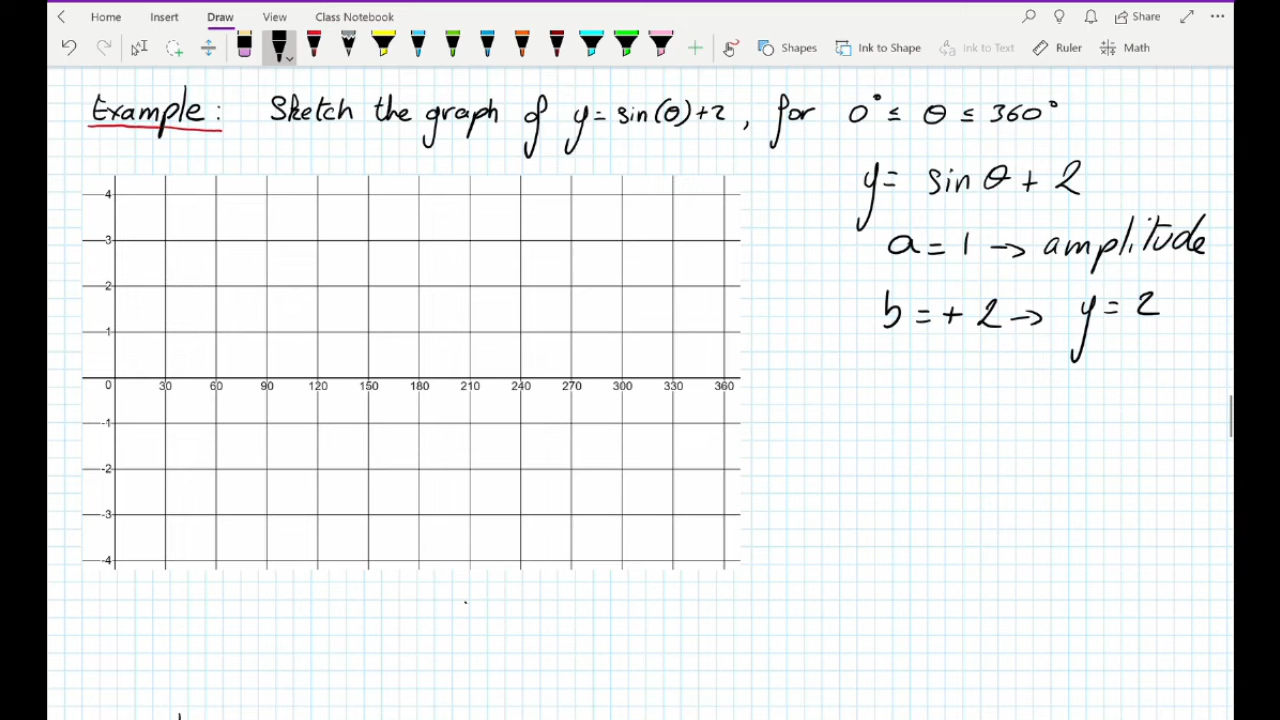 Home Insert Draw View Class Notebook Share
Shapes Ink to Shape Ink to Text Ruler Math
Example: Sketch the graph of y = sin(θ)+2, for 0° ≤ θ ≤ 360°
y = sin θ + 2
a = 1 → amplitude
b = + 2 → y = 2
4
3
2
1
0 30 60 90 120 150 180 210 240 270 300 330 360
-1
-2
-3
-4